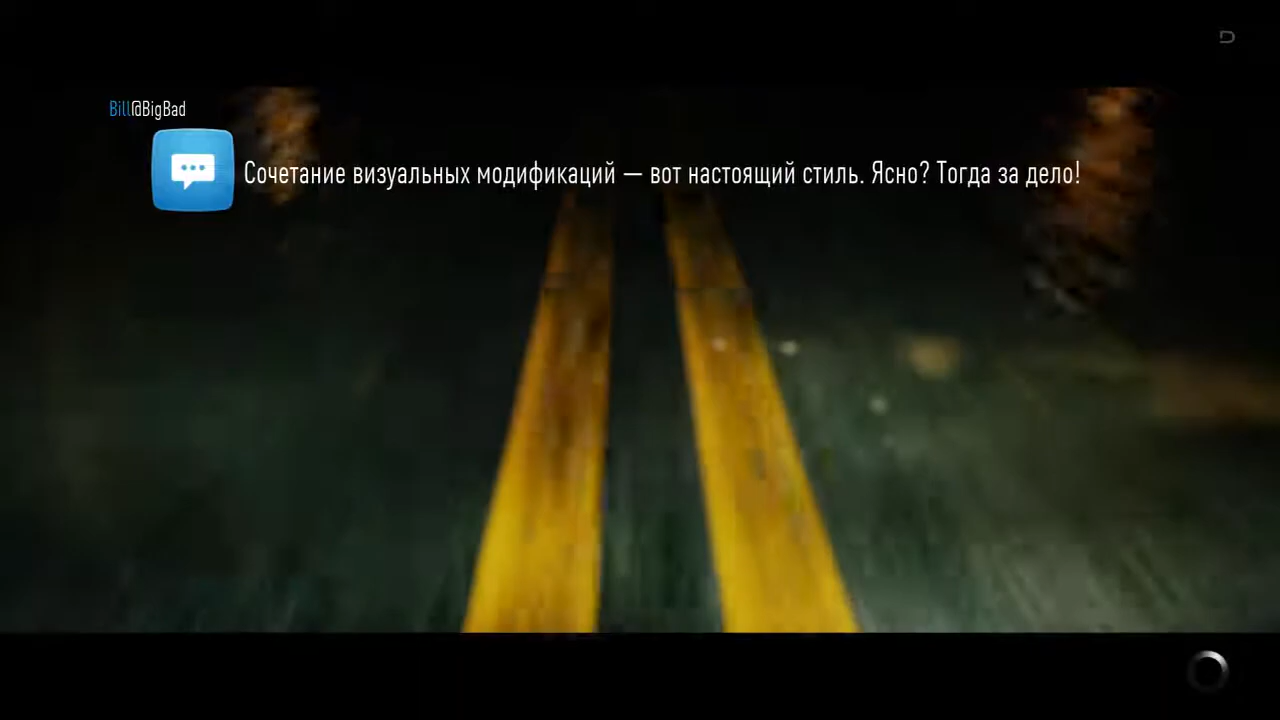 Bill@BigBad
Сочетание визуальных модификаций — вот настоящий стиль. Ясно? Тогда за дело!